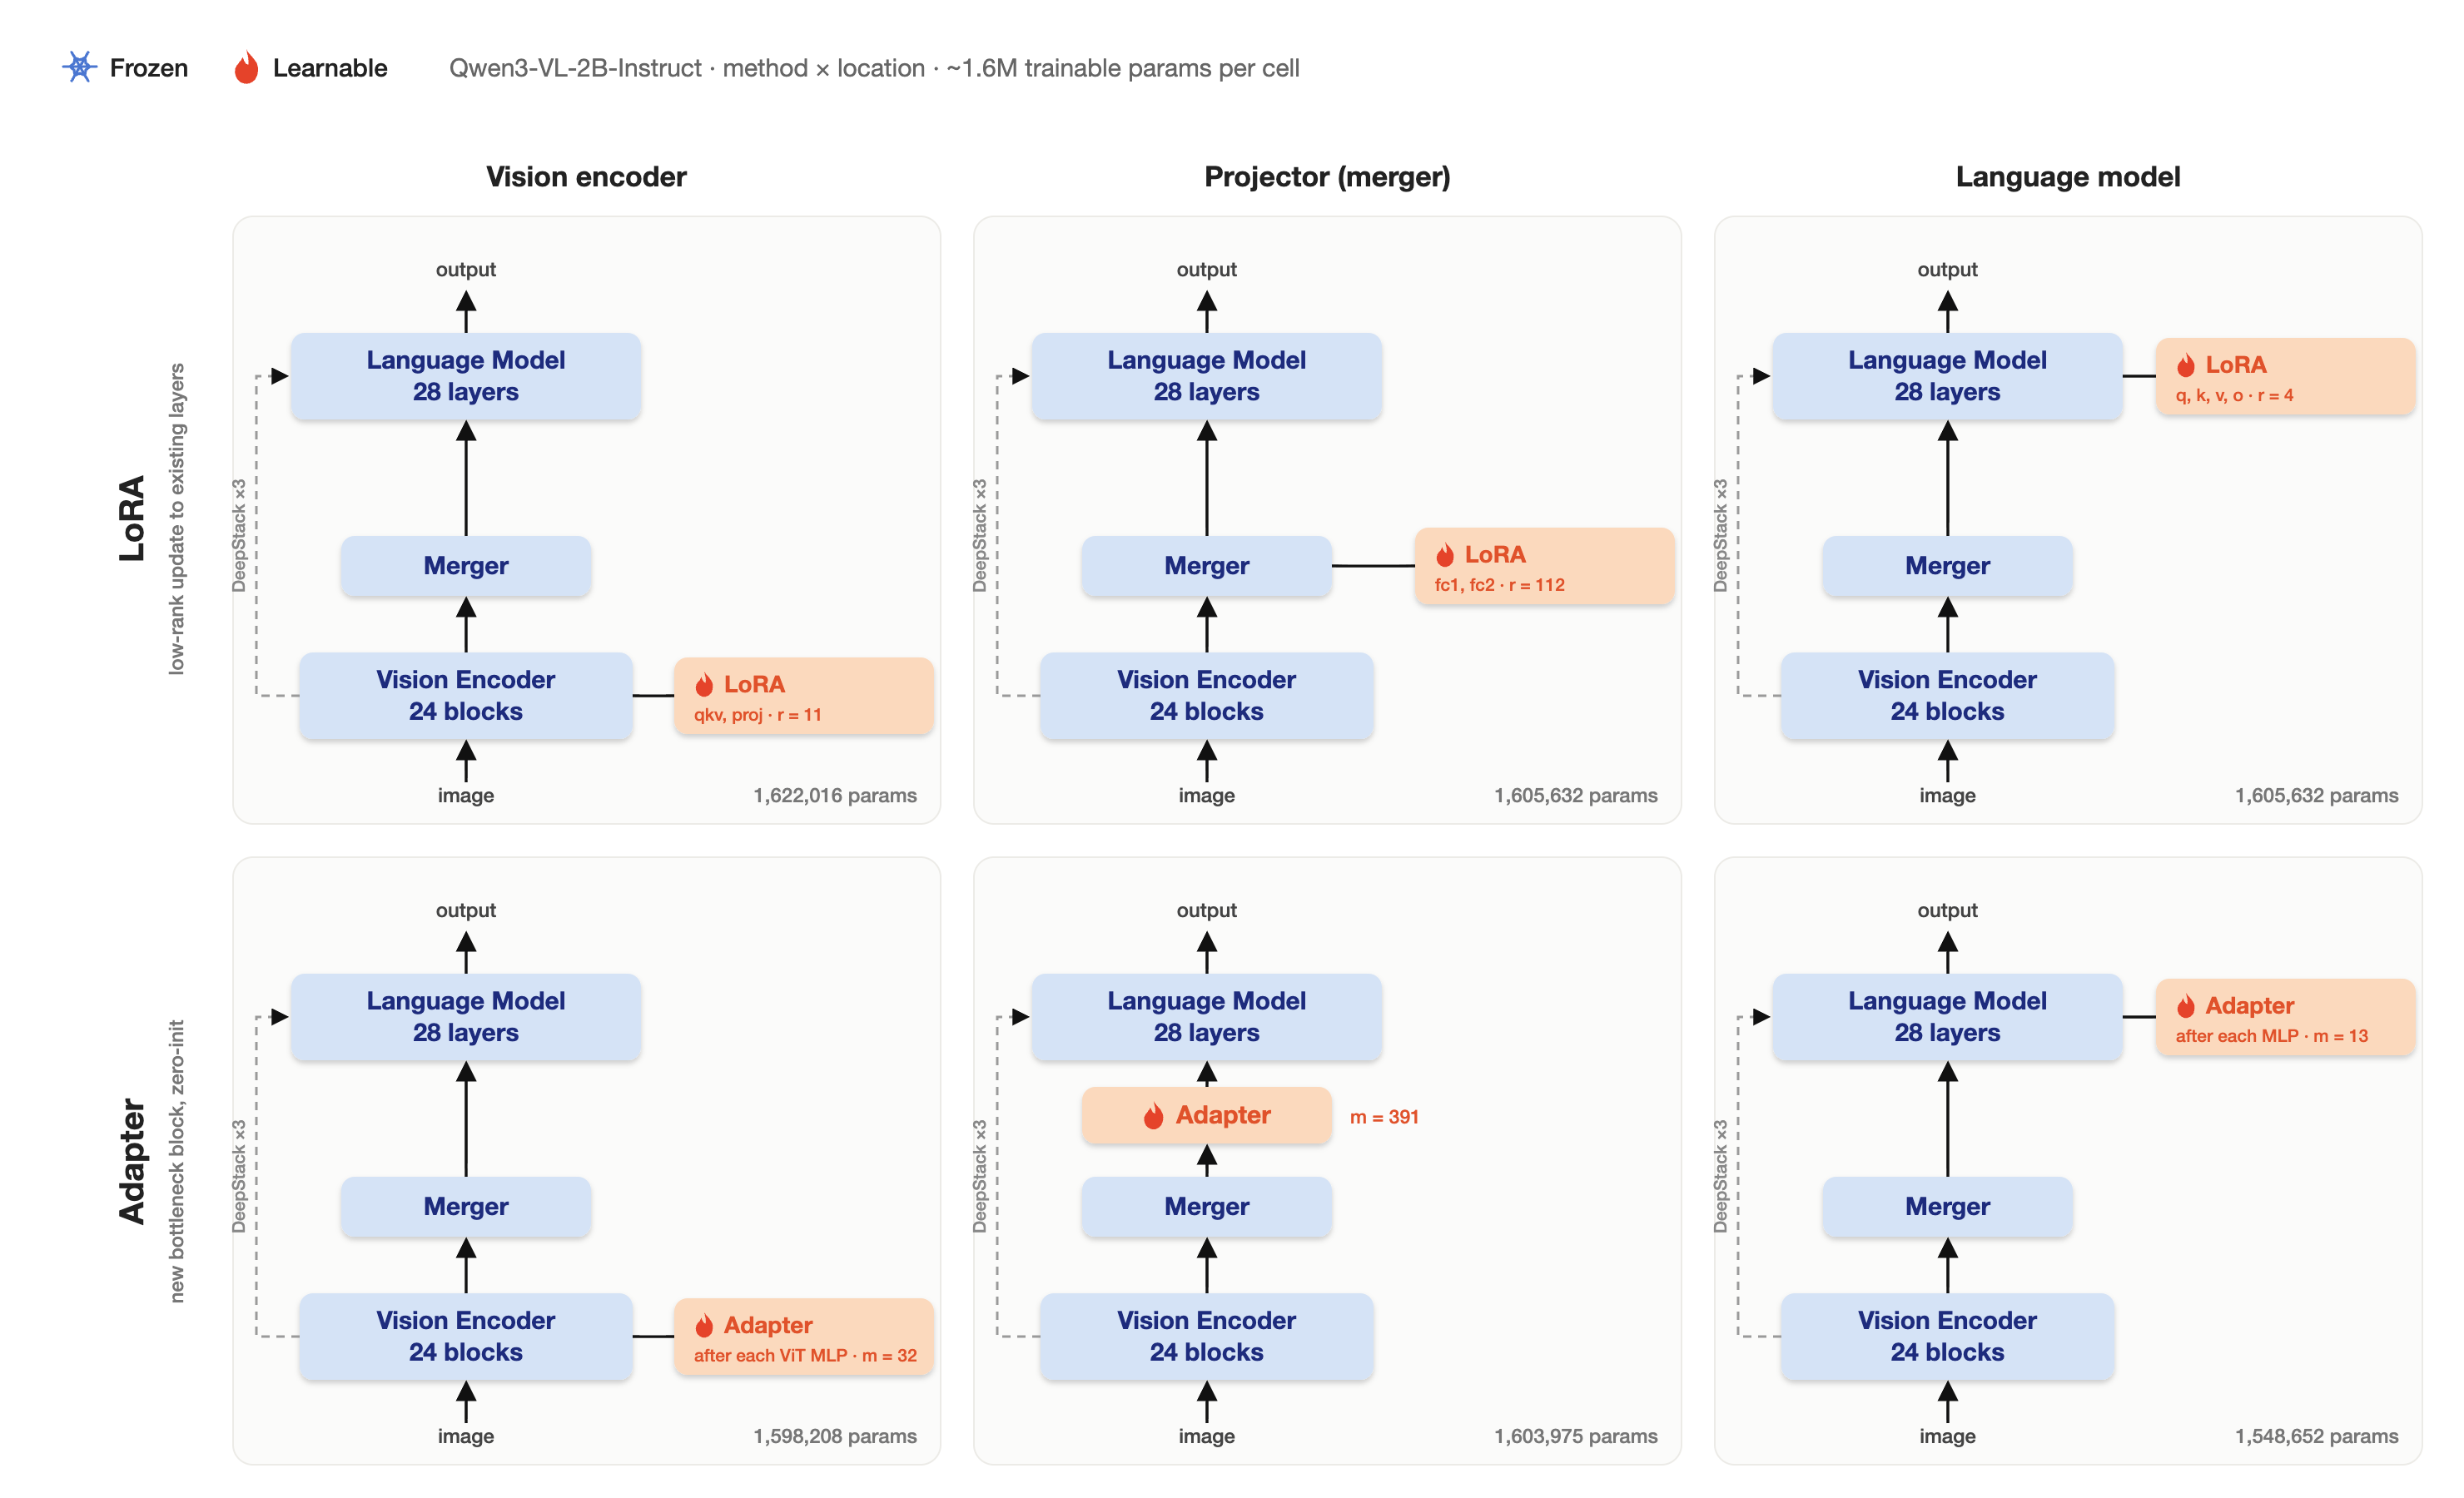 Frozen
Learnable
Qwen3-VL-2B-Instruct · method × location · ~1.6M trainable params per cell
Vision encoder
Projector (merger)
Language model
LoRA
low-rank update to existing layers
output
Language Model
28 layers
DeepStack ×3
Merger
Vision Encoder
24 blocks
LoRA
qkv, proj · r = 11
image
1,622,016 params
output
Language Model
28 layers
DeepStack ×3
Merger
LoRA
fc1, fc2 · r = 112
Vision Encoder
24 blocks
image
1,605,632 params
output
Language Model
28 layers
LoRA
q, k, v, o · r = 4
DeepStack ×3
Merger
Vision Encoder
24 blocks
image
1,605,632 params
Adapter
new bottleneck block, zero-init
output
Language Model
28 layers
DeepStack ×3
Merger
Vision Encoder
24 blocks
Adapter
after each ViT MLP · m = 32
image
1,598,208 params
output
Language Model
28 layers
Adapter
m = 391
DeepStack ×3
Merger
Vision Encoder
24 blocks
image
1,603,975 params
output
Language Model
28 layers
Adapter
after each MLP · m = 13
DeepStack ×3
Merger
Vision Encoder
24 blocks
image
1,548,652 params